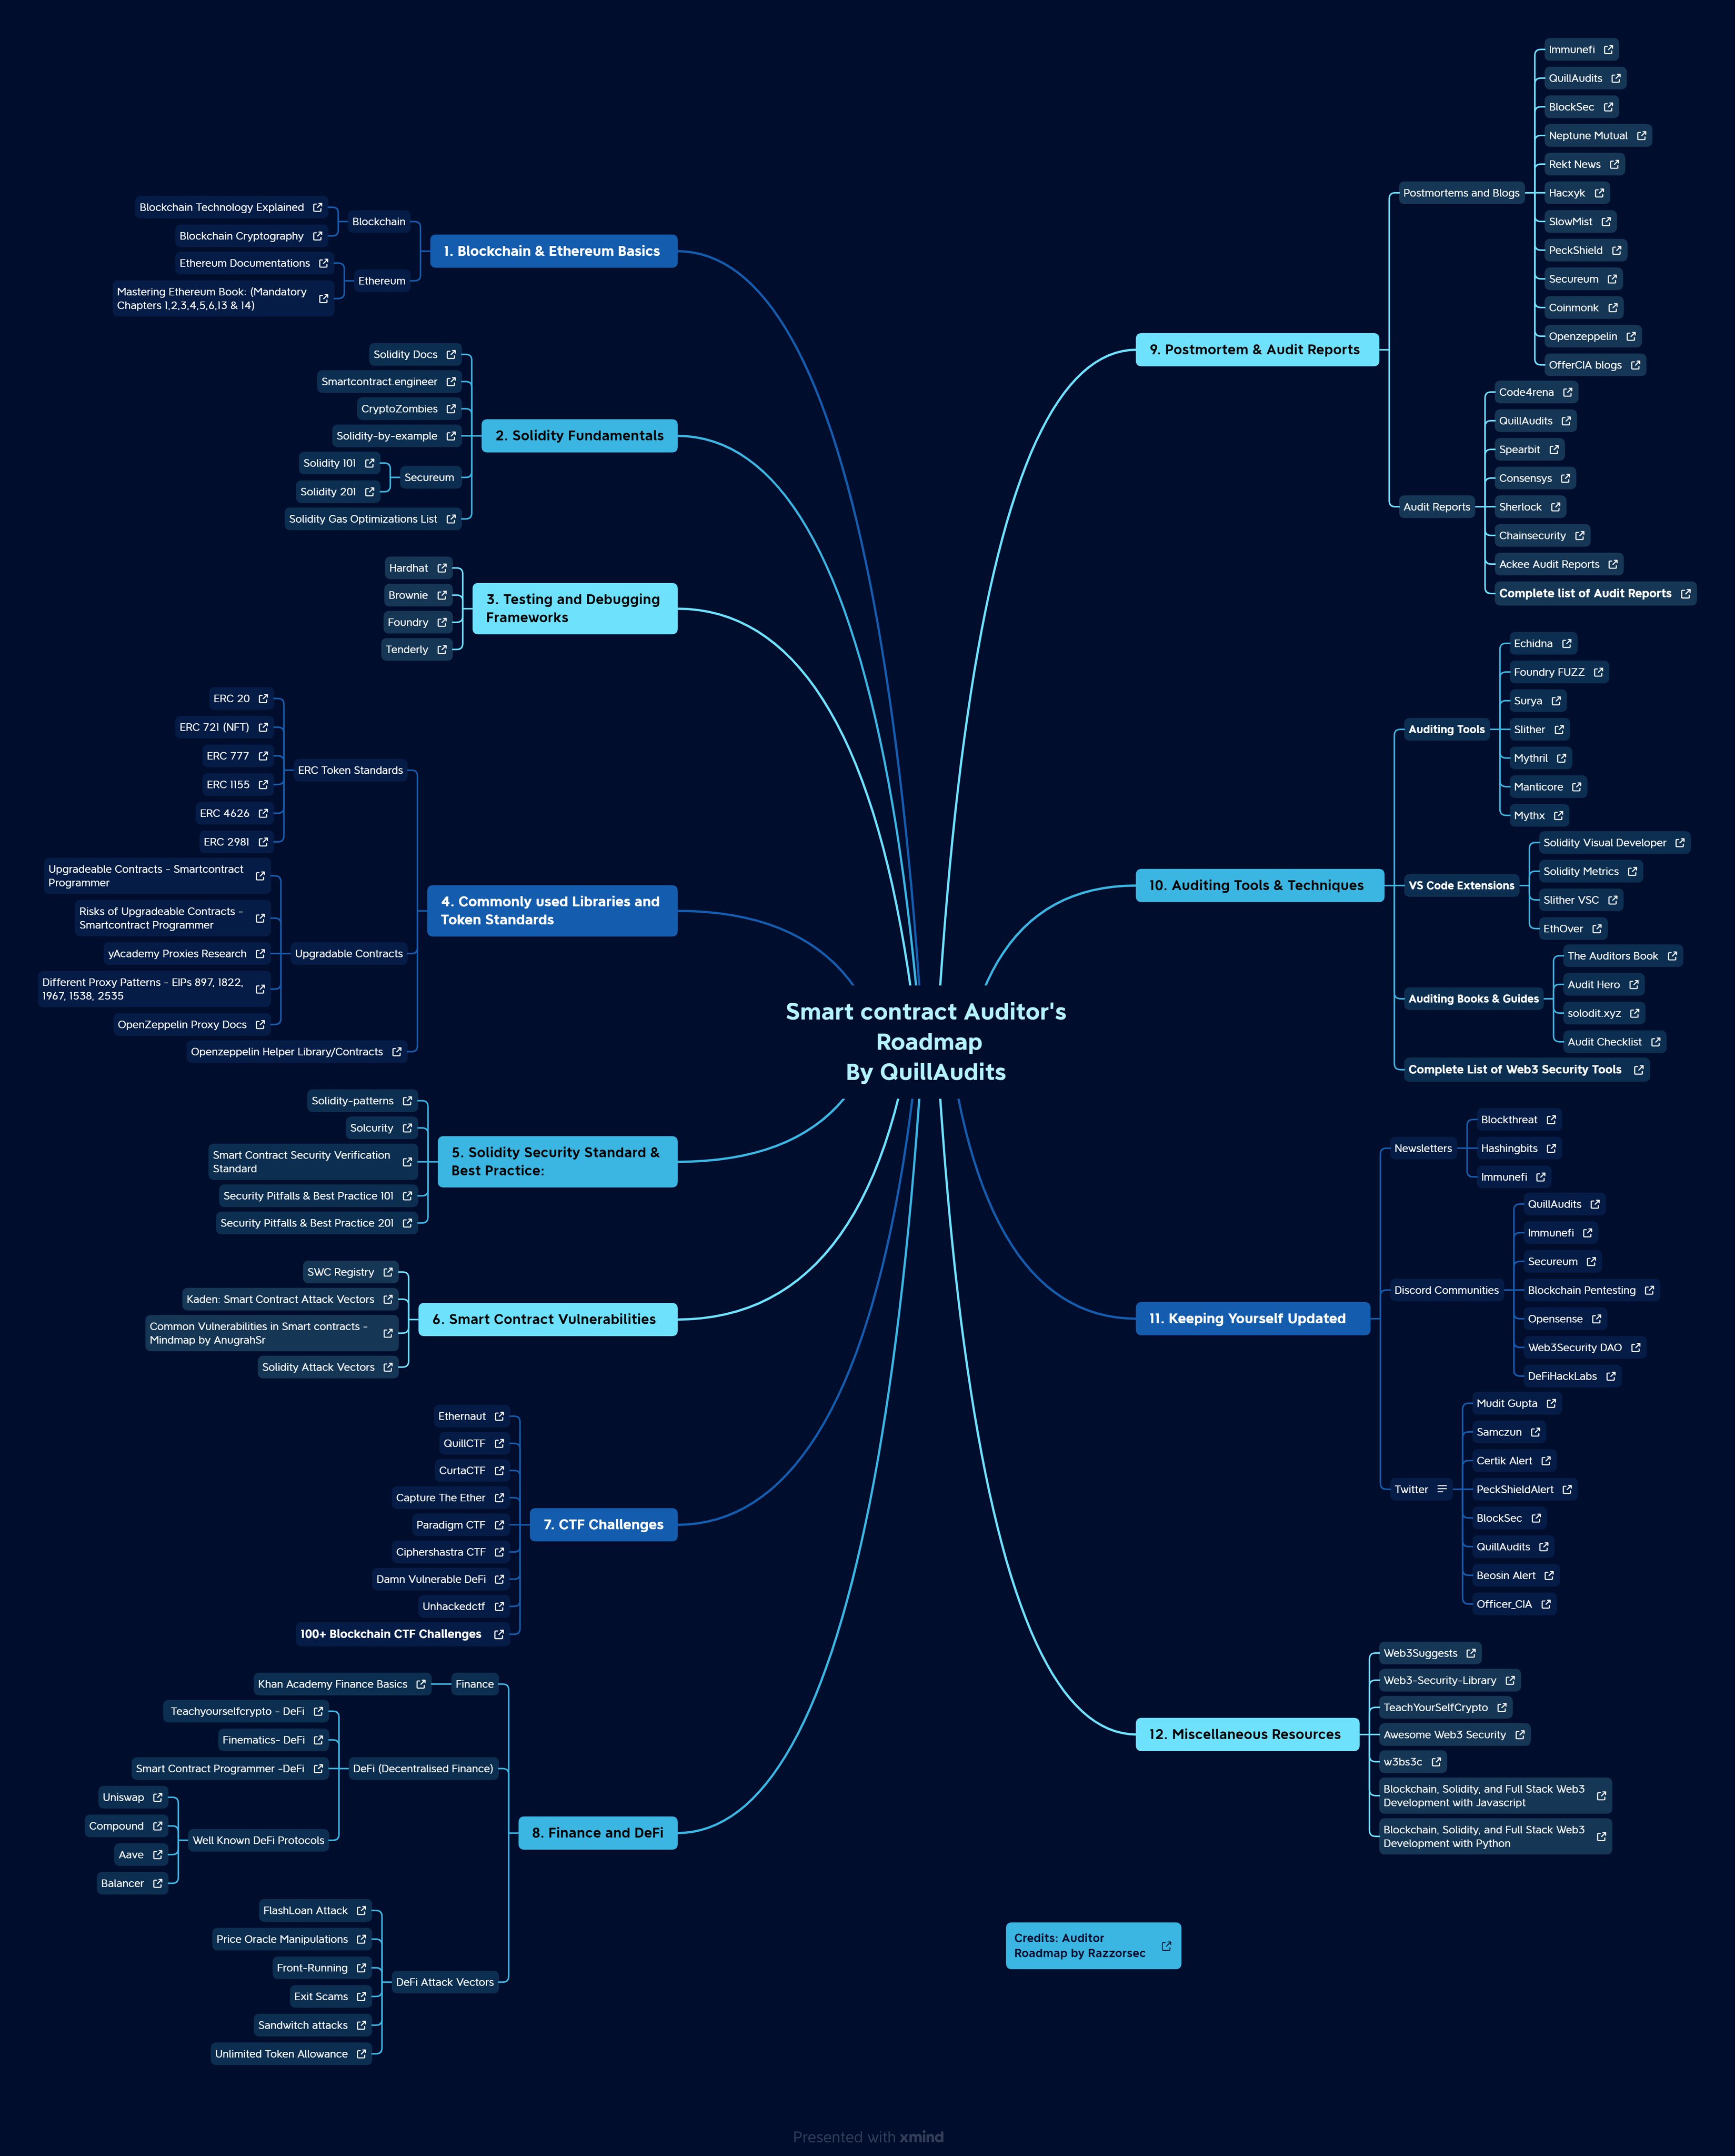 Smart contract Auditor's
Roadmap
By QuillAudits
1. Blockchain & Ethereum Basics
Blockchain
Blockchain Technology Explained
Blockchain Cryptography
Ethereum
Ethereum Documentations
Mastering Ethereum Book: (Mandatory
Chapters 1,2,3,4,5,6,13 & 14)
2. Solidity Fundamentals
Solidity Docs
Smartcontract.engineer
CryptoZombies
Solidity-by-example
Secureum
Solidity 101
Solidity 201
Solidity Gas Optimizations List
3. Testing and Debugging
Frameworks
Hardhat
Brownie
Foundry
Tenderly
4. Commonly used Libraries and
Token Standards
ERC Token Standards
ERC 20
ERC 721 (NFT)
ERC 777
ERC 1155
ERC 4626
ERC 2981
Upgradable Contracts
Upgradeable Contracts - Smartcontract
Programmer
Risks of Upgradeable Contracts -
Smartcontract Programmer
yAcademy Proxies Research
Different Proxy Patterns - EIPs 897, 1822,
1967, 1538, 2535
OpenZeppelin Proxy Docs
Openzeppelin Helper Library/Contracts
5. Solidity Security Standard &
Best Practice:
Solidity-patterns
Solcurity
Smart Contract Security Verification
Standard
Security Pitfalls & Best Practice 101
Security Pitfalls & Best Practice 201
6. Smart Contract Vulnerabilities
SWC Registry
Kaden: Smart Contract Attack Vectors
Common Vulnerabilities in Smart contracts -
Mindmap by AnugrahSr
Solidity Attack Vectors
7. CTF Challenges
Ethernaut
QuillCTF
CurtaCTF
Capture The Ether
Paradigm CTF
Ciphershastra CTF
Damn Vulnerable DeFi
Unhackedctf
100+ Blockchain CTF Challenges
8. Finance and DeFi
Finance
Khan Academy Finance Basics
DeFi (Decentralised Finance)
Teachyourselfcrypto - DeFi
Finematics- DeFi
Smart Contract Programmer -DeFi
Well Known DeFi Protocols
Uniswap
Compound
Aave
Balancer
DeFi Attack Vectors
FlashLoan Attack
Price Oracle Manipulations
Front-Running
Exit Scams
Sandwitch attacks
Unlimited Token Allowance
9. Postmortem & Audit Reports
Postmortems and Blogs
Immunefi
QuillAudits
BlockSec
Neptune Mutual
Rekt News
Hacxyk
SlowMist
PeckShield
Secureum
Coinmonk
Openzeppelin
OfferCIA blogs
Audit Reports
Code4rena
QuillAudits
Spearbit
Consensys
Sherlock
Chainsecurity
Ackee Audit Reports
Complete list of Audit Reports
10. Auditing Tools & Techniques
Auditing Tools
Echidna
Foundry FUZZ
Surya
Slither
Mythril
Manticore
Mythx
VS Code Extensions
Solidity Visual Developer
Solidity Metrics
Slither VSC
EthOver
Auditing Books & Guides
The Auditors Book
Audit Hero
solodit.xyz
Audit Checklist
Complete List of Web3 Security Tools
11. Keeping Yourself Updated
Newsletters
Blockthreat
Hashingbits
Immunefi
Discord Communities
QuillAudits
Immunefi
Secureum
Blockchain Pentesting
Opensense
Web3Security DAO
DeFiHackLabs
Twitter
Mudit Gupta
Samczun
Certik Alert
PeckShieldAlert
BlockSec
QuillAudits
Beosin Alert
Officer_CIA
12. Miscellaneous Resources
Web3Suggests
Web3-Security-Library
TeachYourSelfCrypto
Awesome Web3 Security
w3bs3c
Blockchain, Solidity, and Full Stack Web3
Development with Javascript
Blockchain, Solidity, and Full Stack Web3
Development with Python
Credits: Auditor
Roadmap by Razzorsec
Presented with xmind